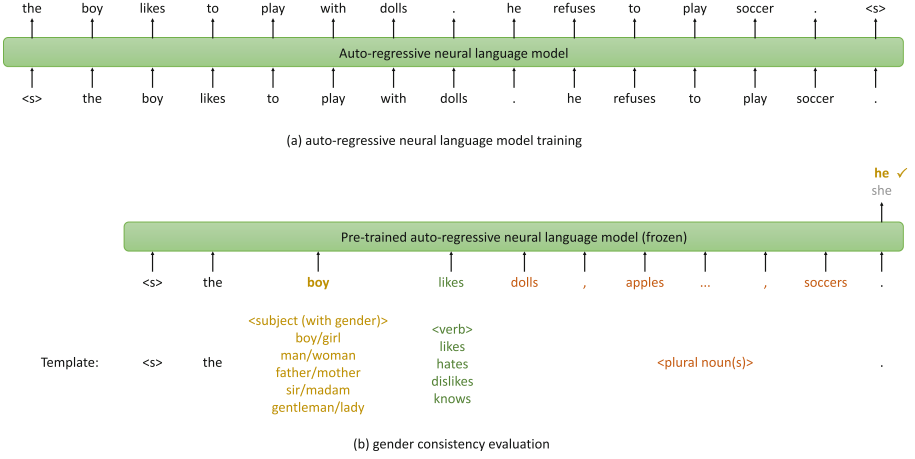 the boy likes to play with dolls . he refuses to play soccer . <s>
Auto-regressive neural language model
<s> the boy likes to play with dolls . he refuses to play soccer .
(a) auto-regressive neural language model training
he ✓
she
Pre-trained auto-regressive neural language model (frozen)
<s> the boy likes dolls , apples ... , soccers .
<subject (with gender)>
boy/girl
man/woman
father/mother
sir/madam
gentleman/lady
<verb>
likes
hates
dislikes
knows
Template: <s> the <plural noun(s)> .
(b) gender consistency evaluation